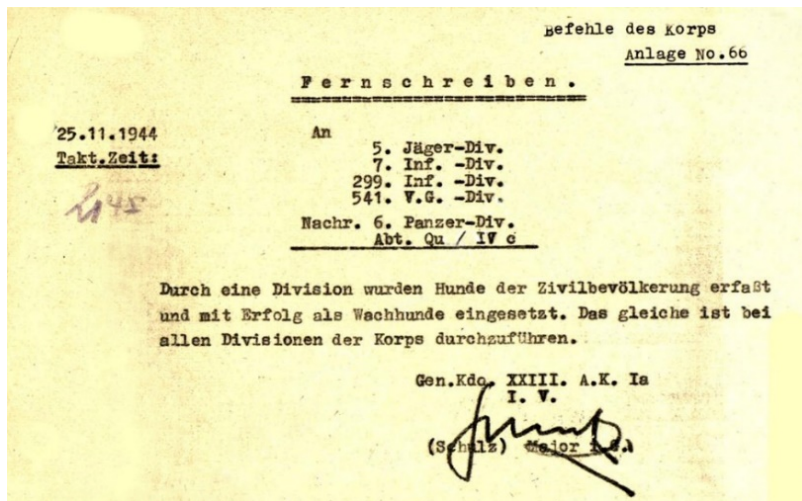 Befehle des Korps
Anlage No.66
Fernschreiben.
25.11.1944
Takt.Zeit:
2145
An
5. Jäger-Div.
7. Inf. -Div.
299. Inf. -Div.
541. V.G. -Div.
Nachr. 6. Panzer-Div.
Abt. Qu / IV c
Durch eine Division wurden Hunde der Zivilbevölkerung erfaßt
und mit Erfolg als Wachhunde eingesetzt. Das gleiche ist bei
allen Divisionen der Korps durchzuführen.
Gen.Kdo. XXIII. A.K. Ia
I. V.
(Schulz) Major i.G.